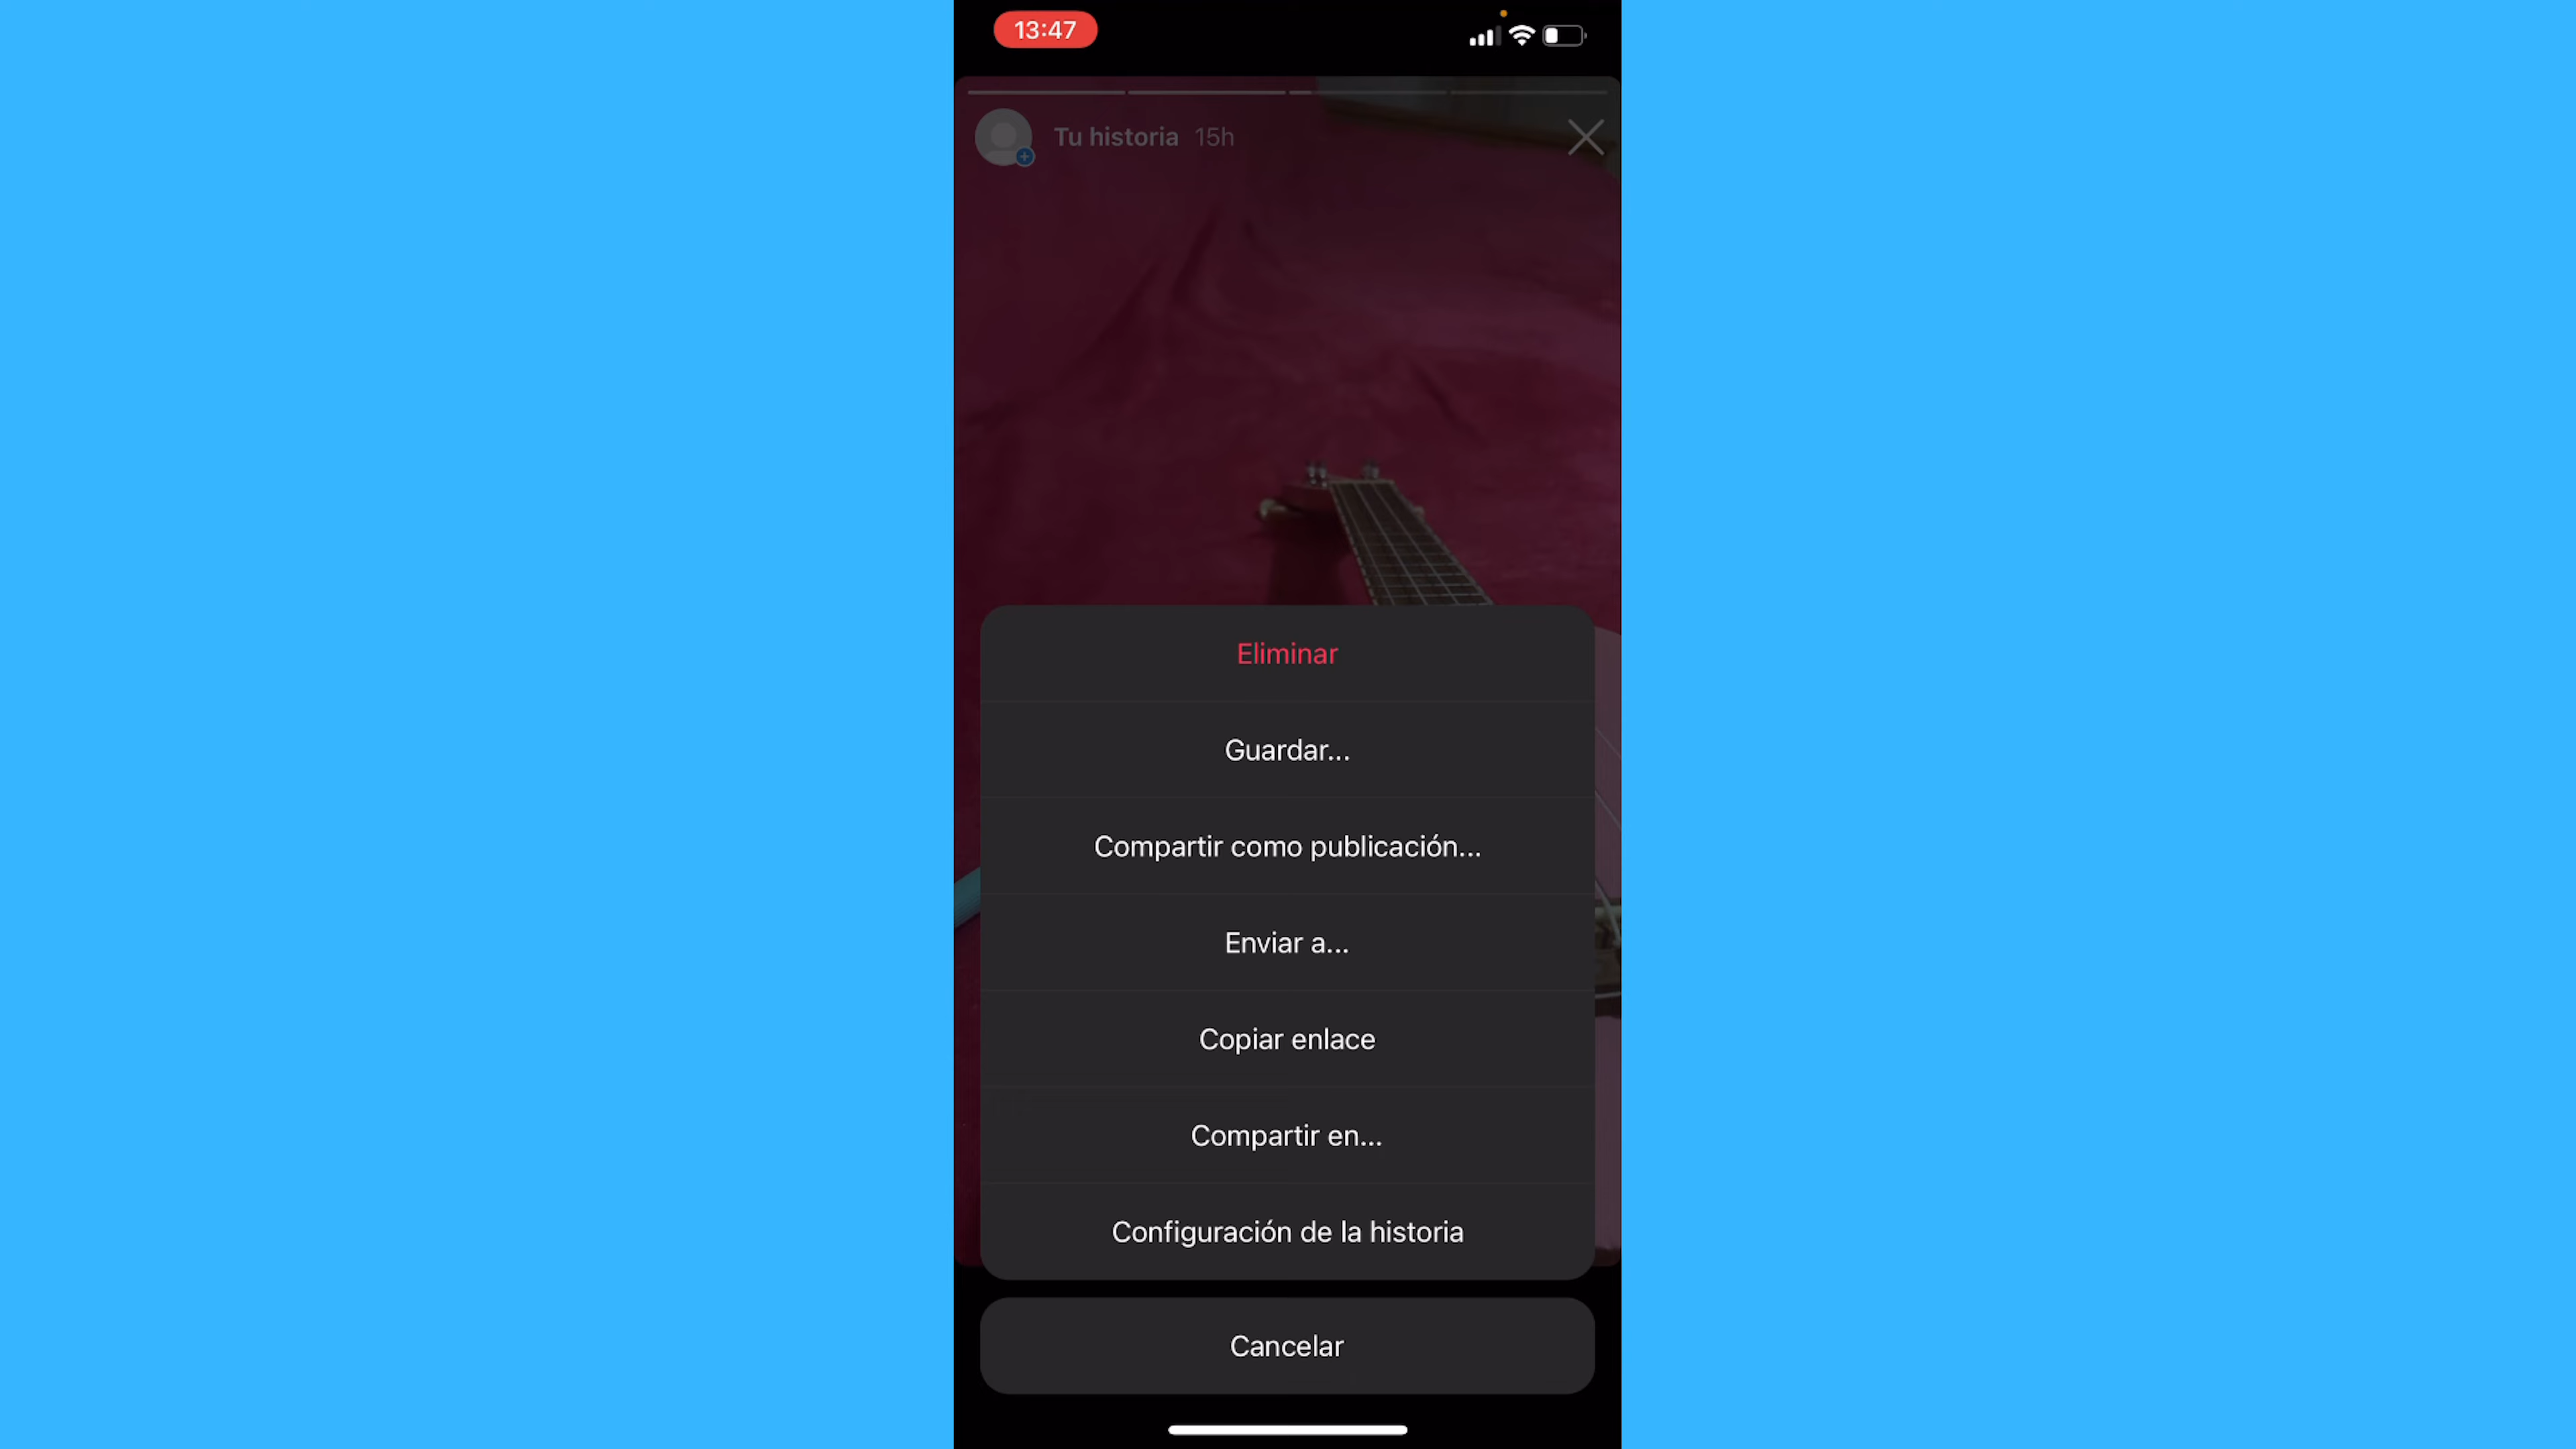 13:47
Tu historia 15h
Eliminar
Guardar...
Compartir como publicación...
Enviar a...
Copiar enlace
Compartir en...
Configuración de la historia
Cancelar